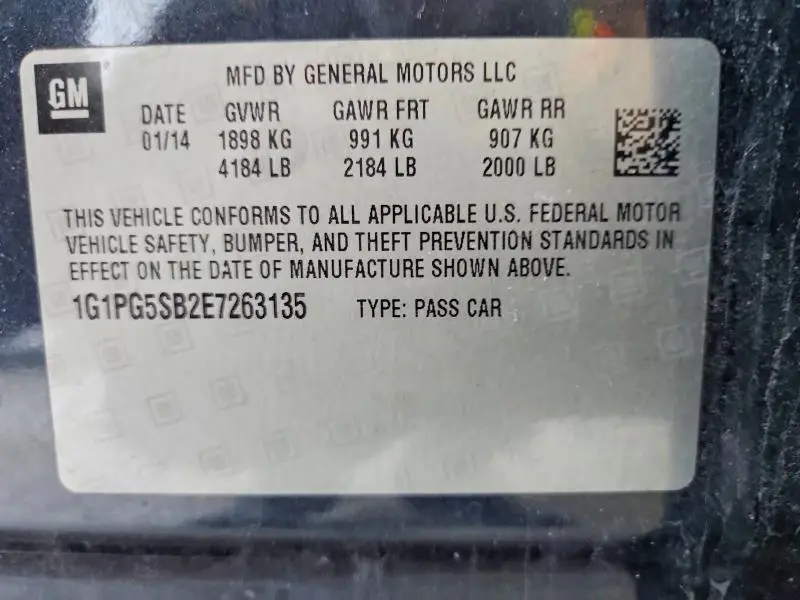 GM
MFD BY GENERAL MOTORS LLC
DATE GVWR GAWR FRT GAWR RR
01/14 1898 KG 991 KG 907 KG
4184 LB 2184 LB 2000 LB
THIS VEHICLE CONFORMS TO ALL APPLICABLE U.S. FEDERAL MOTOR
VEHICLE SAFETY, BUMPER, AND THEFT PREVENTION STANDARDS IN
EFFECT ON THE DATE OF MANUFACTURE SHOWN ABOVE.
1G1PG5SB2E7263135 TYPE: PASS CAR